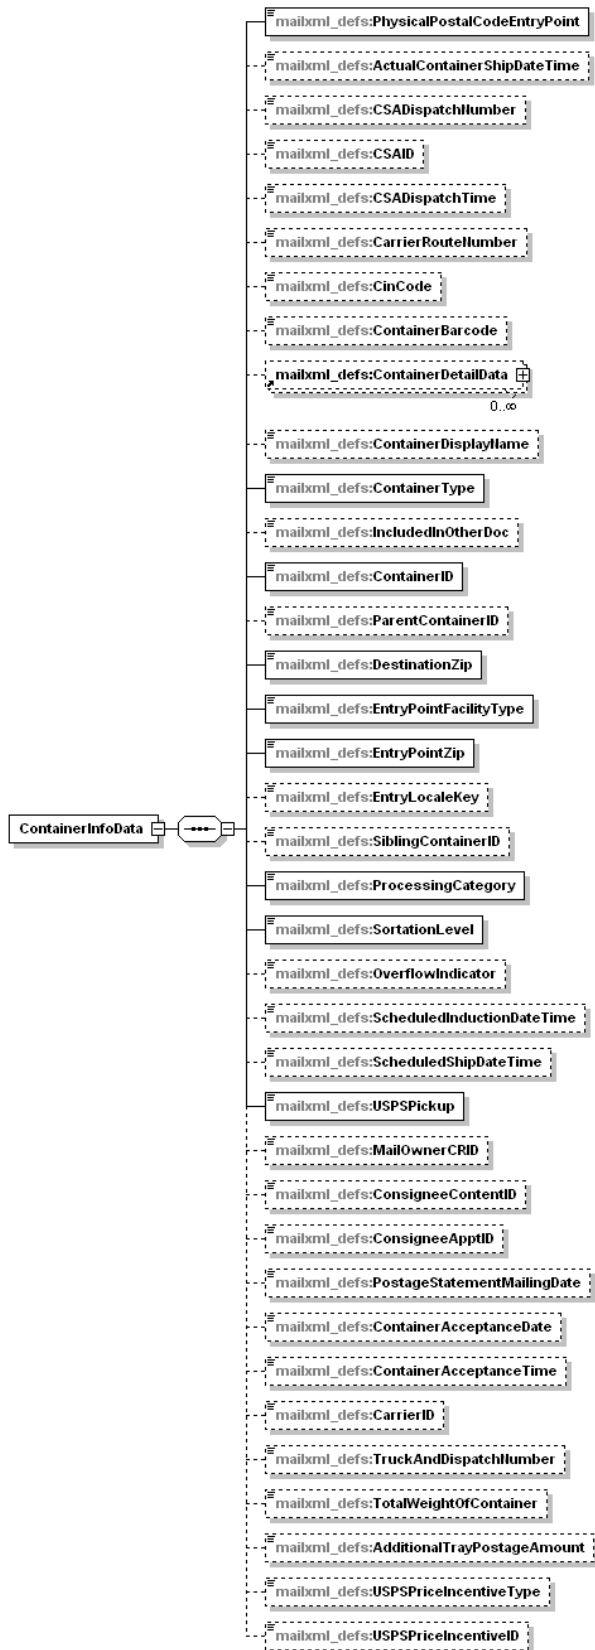 mailxml_defs:PhysicalPostalCodeEntryPoint
mailxml_defs:ActualContainerShipDateTime
mailxml_defs:CSADispatchNumber
mailxml_defs:CSAID
mailxml_defs:CSADispatchTime
mailxml_defs:CarrierRouteNumber
mailxml_defs:CinCode
mailxml_defs:ContainerBarcode
mailxml_defs:ContainerDetailData
0..∞
mailxml_defs:ContainerDisplayName
mailxml_defs:ContainerType
mailxml_defs:IncludedInOtherDoc
mailxml_defs:ContainerID
mailxml_defs:ParentContainerID
mailxml_defs:DestinationZip
mailxml_defs:EntryPointFacilityType
mailxml_defs:EntryPointZip
mailxml_defs:EntryLocaleKey
ContainerInfoData
mailxml_defs:SiblingContainerID
mailxml_defs:ProcessingCategory
mailxml_defs:SortationLevel
mailxml_defs:OverflowIndicator
mailxml_defs:ScheduledInductionDateTime
mailxml_defs:ScheduledShipDateTime
mailxml_defs:USPSPickup
mailxml_defs:MailOwnerCRID
mailxml_defs:ConsigneeContentID
mailxml_defs:ConsigneeApptID
mailxml_defs:PostageStatementMailingDate
mailxml_defs:ContainerAcceptanceDate
mailxml_defs:ContainerAcceptanceTime
mailxml_defs:CarrierID
mailxml_defs:TruckAndDispatchNumber
mailxml_defs:TotalWeightOfContainer
mailxml_defs:AdditionalTrayPostageAmount
mailxml_defs:USPSPriceIncentiveType
mailxml_defs:USPSPriceIncentiveID